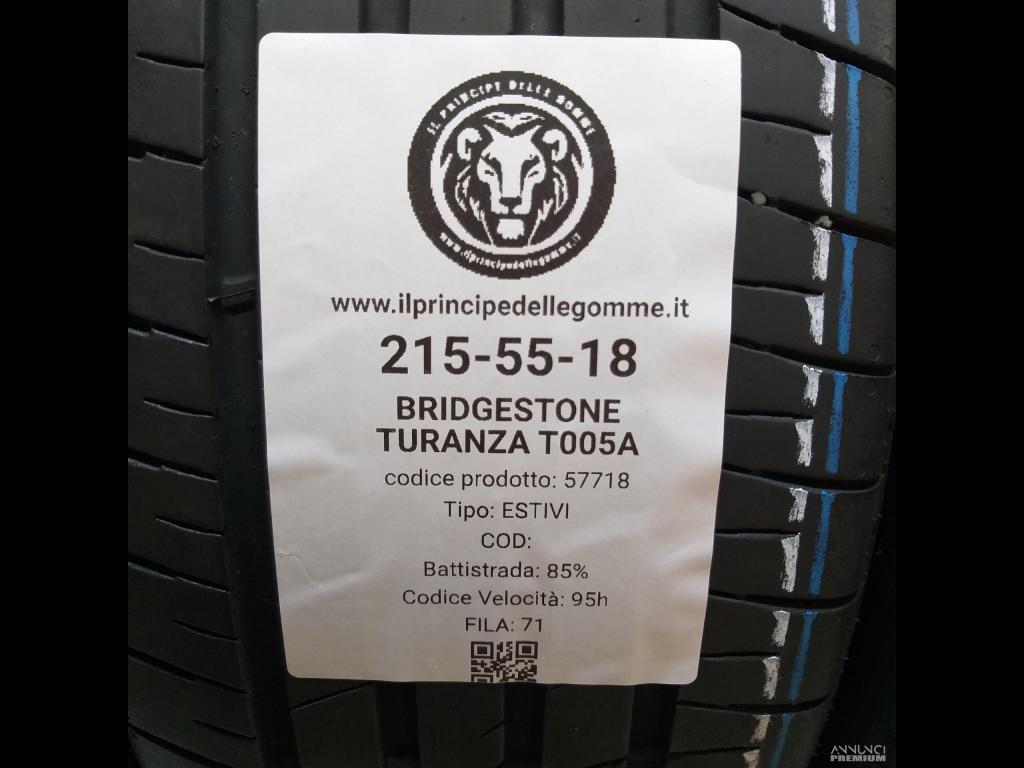 IL PRINCIPE DELLE GOMME
www.ilprincipedellegomme.it
www.ilprincipedellegomme.it
215-55-18
BRIDGESTONE
TURANZA T005A
codice prodotto: 57718
Tipo: ESTIVI
COD:
Battistrada: 85%
Codice Velocità: 95h
FILA: 71
ANNUNCI
PREMIUM